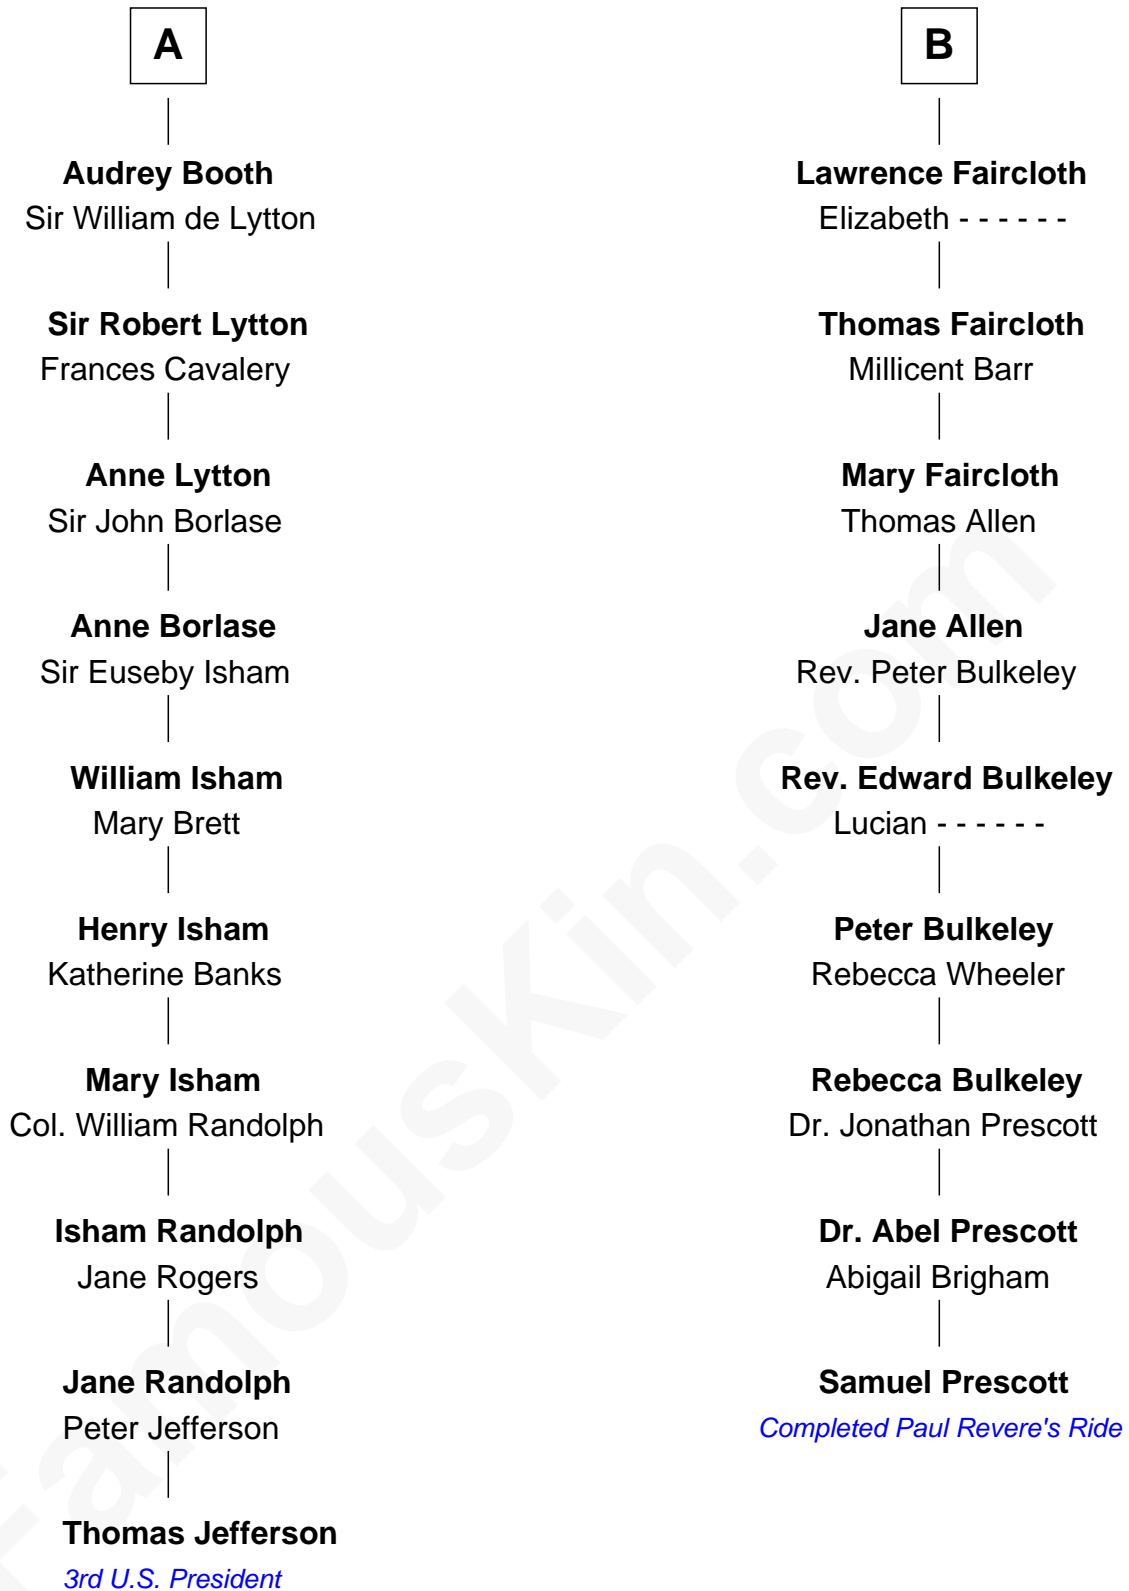 A
Audrey Booth
Sir William de Lytton
Sir Robert Lytton
Frances Cavalery
Anne Lytton
Sir John Borlase
Anne Borlase
Sir Euseby Isham
William Isham
Mary Brett
Henry Isham
Katherine Banks
Mary Isham
Col. William Randolph
Isham Randolph
Jane Rogers
Jane Randolph
Peter Jefferson
Thomas Jefferson
3rd U.S. President
B
Lawrence Faircloth
Elizabeth - - - - - -
Thomas Faircloth
Millicent Barr
Mary Faircloth
Thomas Allen
Jane Allen
Rev. Peter Bulkeley
Rev. Edward Bulkeley
Lucian - - - - - -
Peter Bulkeley
Rebecca Wheeler
Rebecca Bulkeley
Dr. Jonathan Prescott
Dr. Abel Prescott
Abigail Brigham
Samuel Prescott
Completed Paul Revere's Ride
FamousKin.com